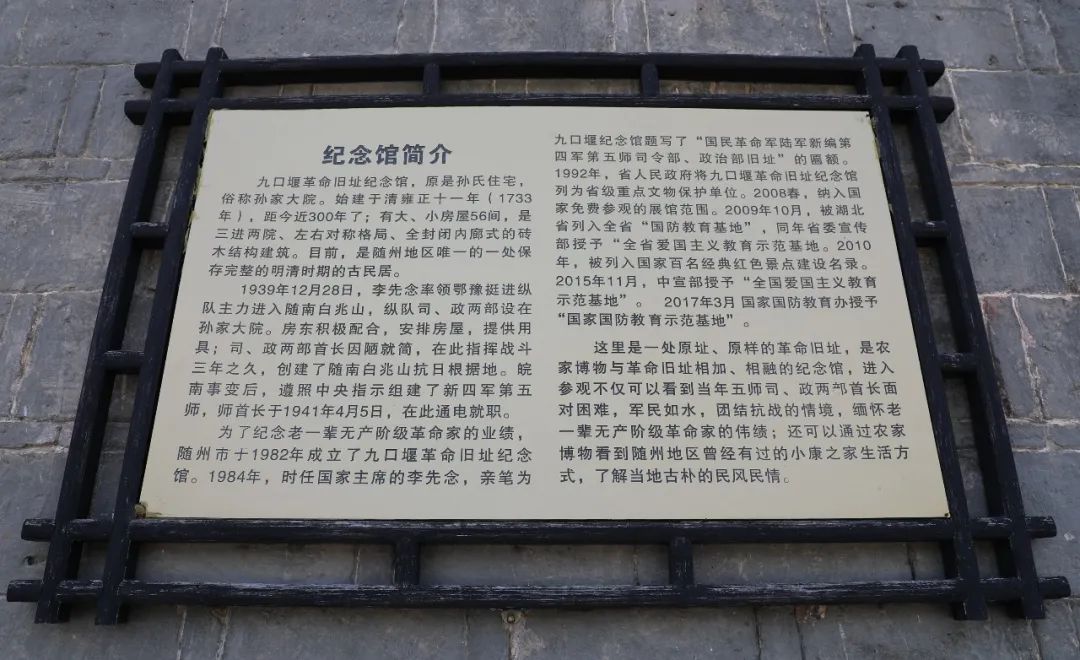 纪念馆简介
九口堰革命旧址纪念馆，原是孙氏住宅，
俗称孙家大院。始建于清雍正十一年（1733
年），距今近300年了；有大、小房屋56间，是
三进两院、左右对称格局、全封闭内廊式的砖
木结构建筑。目前，是随州地区唯一的一处保
存完整的明清时期的古民居。
1939年12月28日，李先念率领鄂豫挺进纵
队主力进入随南白兆山，纵队司、政两部设在
孙家大院。房东积极配合，安排房屋，提供用
具；司、政两部首长因陋就简，在此指挥战斗
三年之久，创建了随南白兆山抗日根据地。皖
南事变后，遵照中央指示组建了新四军第五
师，师首长于1941年4月5日，在此通电就职。
为了纪念老一辈无产阶级革命家的业绩，
随州市十1982年成立了九口堰革命旧址纪念
馆。1984年，时任国家主席的李先念，亲笔为
九口堰纪念馆题写了“国民革命军陆军新编第
四军第五师司令部、政治部旧址”的匾额。
1992年，省人民政府将九口堰革命旧址纪念馆
列为省级重点文物保护单位。2008春，纳入国
家免费参观的展馆范围。2009年10月，被湖北
省列入全省“国防教育基地”，同年省委宣传
部授予“全省爱国主义教育示范基地。2010
年，被列入国家百名经典红色景点建设名录。
2015年11月，中宣部授予“全国爱国主义教育
示范基地”。 2017年3月 国家国防教育办授予
“国家国防教育示范基地”。
这里是一处原址、原样的革命旧址，是农
家博物与革命旧址相加、相融的纪念馆，进入
参观不仅可以看到当年五师司、政两部首长面
对困难，军民如水，团结抗战的情境，缅怀老
一辈无产阶级革命家的伟绩；还可以通过农家
博物看到随州地区曾经有过的小康之家生活方
式，了解当地古朴的民风民情。